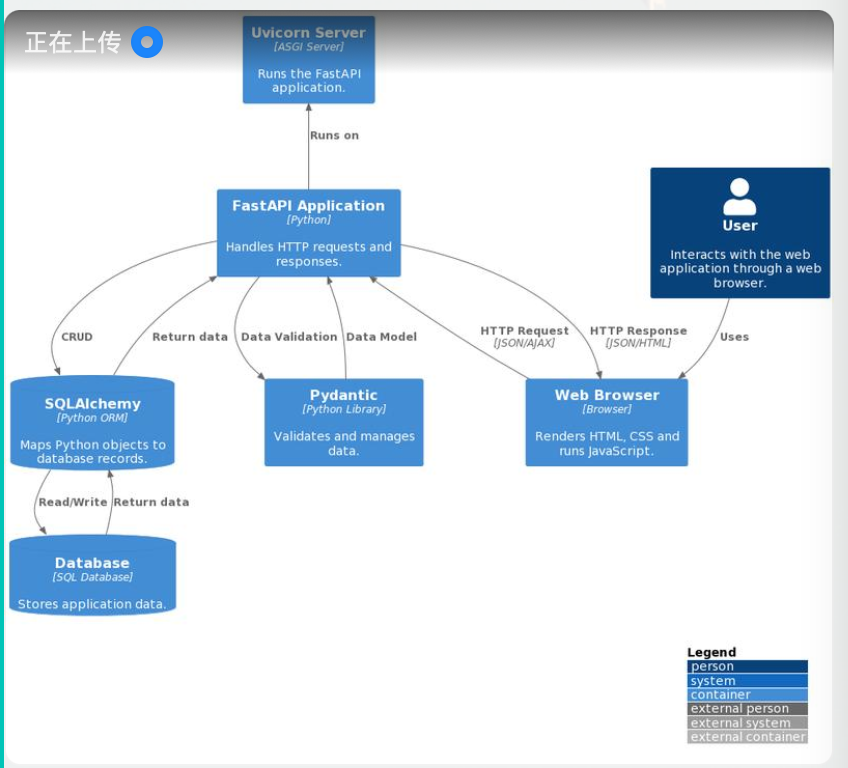 正在上传
Uvicorn Server
[ASGI Server]
Runs the FastAPI
application.
Runs on
FastAPI Application
[Python]
Handles HTTP requests and
responses.
User
Interacts with the web
application through a web
browser.
CRUD
Return data
Data Validation
Data Model
HTTP Request
[JSON/AJAX]
HTTP Response
[JSON/HTML]
Uses
SQLAlchemy
[Python ORM]
Maps Python objects to
database records.
Pydantic
[Python Library]
Validates and manages
data.
Web Browser
[Browser]
Renders HTML, CSS and
runs JavaScript.
Read/Write
Return data
Database
[SQL Database]
Stores application data.
Legend
person
system
container
external person
external system
external container